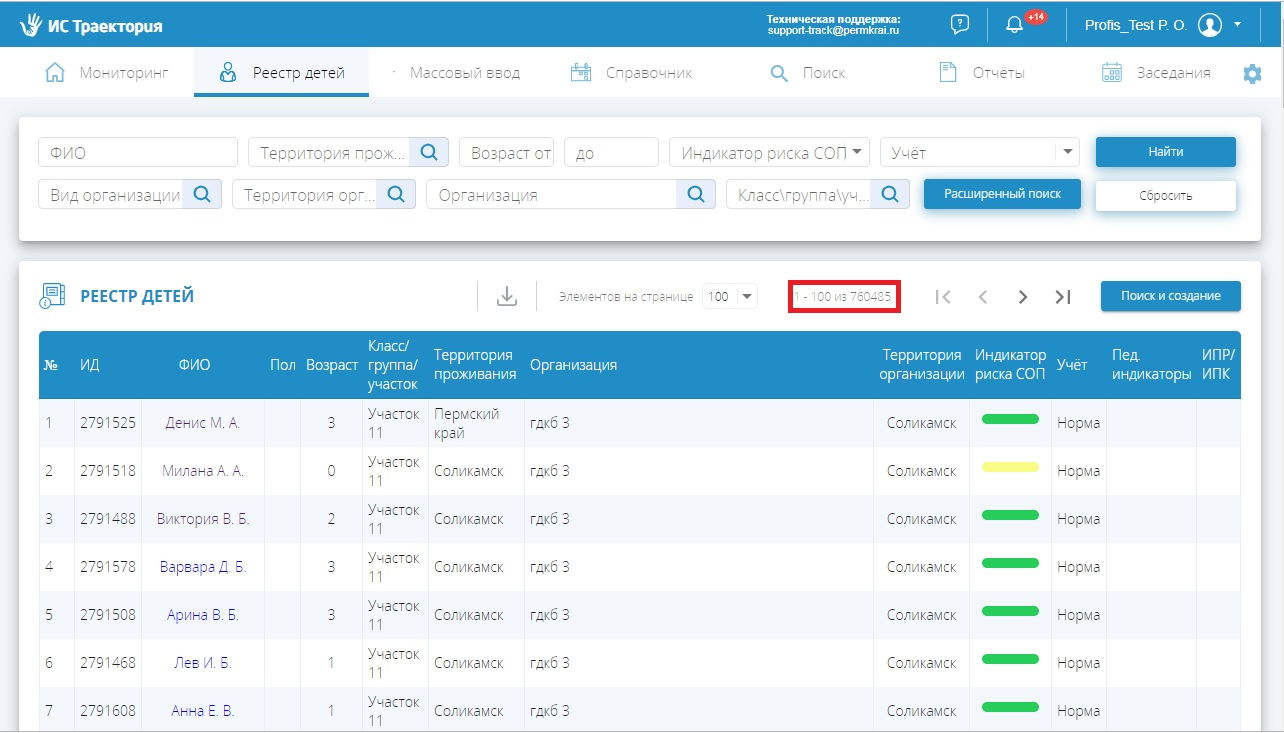 ИС Траектория
Техническая поддержка:
support-track@permkrai.ru
+14
Profis_Test P. O.
Мониторинг
Реестр детей
Массовый ввод
Справочник
Поиск
Отчёты
Заседания
ФИО
Территория прож...
Возраст от
до
Индикатор риска СОП
Учёт
Найти
Вид организации
Территория орг...
Организация
Класс\группа\уч...
Расширенный поиск
Сбросить
РЕЕСТР ДЕТЕЙ
Элементов на странице
100
1 - 100 из 760485
Поиск и создание
№ ИД ФИО Пол Возраст Класс/ группа/ участок Территория проживания Организация Территория организации Индикатор риска СОП Учёт Пед. индикаторы ИПР/ ИПК
1 2791525 Денис М. А. 3 Участок 11 Пермский край гдкб 3 Соликамск Норма
2 2791518 Милана А. А. 0 Участок 11 Соликамск гдкб 3 Соликамск Норма
3 2791488 Виктория В. Б. 2 Участок 11 Соликамск гдкб 3 Соликамск Норма
4 2791578 Варвара Д. Б. 3 Участок 11 Соликамск гдкб 3 Соликамск Норма
5 2791508 Арина В. Б. 3 Участок 11 Соликамск гдкб 3 Соликамск Норма
6 2791468 Лев И. Б. 1 Участок 11 Соликамск гдкб 3 Соликамск Норма
7 2791608 Анна Е. В. 1 Участок 11 Соликамск гдкб 3 Соликамск Норма